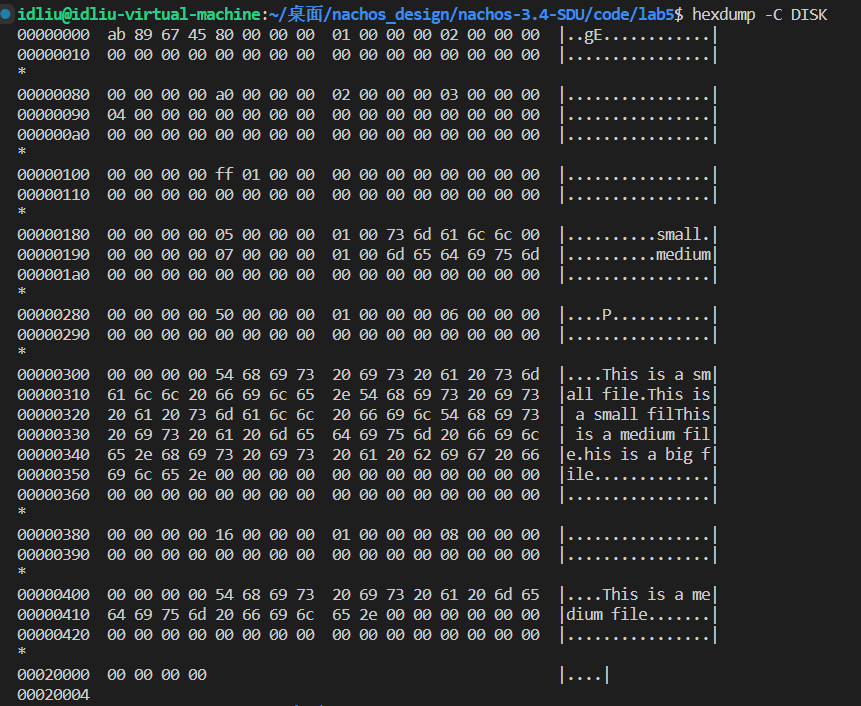 idliu@idliu-virtual-machine:~/桌面/nachos_design/nachos-3.4-SDU/code/lab5$ hexdump -C DISK
00000000  ab 89 67 45 80 00 00 00  01 00 00 00 02 00 00 00  |..gE............|
00000010  00 00 00 00 00 00 00 00  00 00 00 00 00 00 00 00  |................|
*
00000080  00 00 00 00 a0 00 00 00  02 00 00 00 03 00 00 00  |................|
00000090  04 00 00 00 00 00 00 00  00 00 00 00 00 00 00 00  |................|
000000a0  00 00 00 00 00 00 00 00  00 00 00 00 00 00 00 00  |................|
*
00000100  00 00 00 00 ff 01 00 00  00 00 00 00 00 00 00 00  |................|
00000110  00 00 00 00 00 00 00 00  00 00 00 00 00 00 00 00  |................|
*
00000180  00 00 00 00 05 00 00 00  01 00 73 6d 61 6c 6c 00  |..........small.|
00000190  00 00 00 00 07 00 00 00  01 00 6d 65 64 69 75 6d  |..........medium|
000001a0  00 00 00 00 00 00 00 00  00 00 00 00 00 00 00 00  |................|
*
00000280  00 00 00 00 50 00 00 00  01 00 00 00 06 00 00 00  |....P...........|
00000290  00 00 00 00 00 00 00 00  00 00 00 00 00 00 00 00  |................|
*
00000300  00 00 00 00 54 68 69 73  20 69 73 20 61 20 73 6d  |....This is a sm|
00000310  61 6c 6c 20 66 69 6c 65  2e 54 68 69 73 20 69 73  |all file.This is|
00000320  20 61 20 73 6d 61 6c 6c  20 66 69 6c 54 68 69 73  | a small filThis|
00000330  20 69 73 20 61 20 6d 65  64 69 75 6d 20 66 69 6c  | is a medium fil|
00000340  65 2e 68 69 73 20 69 73  20 61 20 62 69 67 20 66  |e.his is a big f|
00000350  69 6c 65 2e 00 00 00 00  00 00 00 00 00 00 00 00  |ile.............|
00000360  00 00 00 00 00 00 00 00  00 00 00 00 00 00 00 00  |................|
*
00000380  00 00 00 00 16 00 00 00  01 00 00 00 08 00 00 00  |................|
00000390  00 00 00 00 00 00 00 00  00 00 00 00 00 00 00 00  |................|
*
00000400  00 00 00 00 54 68 69 73  20 69 73 20 61 20 6d 65  |....This is a me|
00000410  64 69 75 6d 20 66 69 6c  65 2e 00 00 00 00 00 00  |dium file.......|
00000420  00 00 00 00 00 00 00 00  00 00 00 00 00 00 00 00  |................|
*
00020000  00 00 00 00                                       |....|
00020004